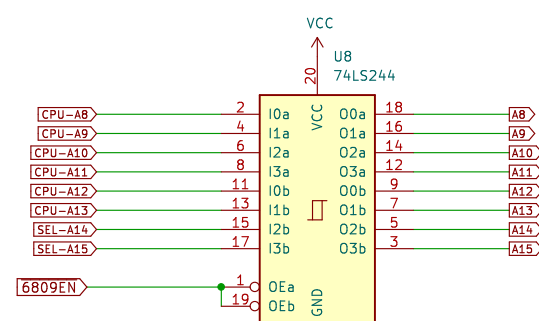 VCC
U8
74LS244
20
VCC
CPU-A8 2 I0a O0a 18 A8
CPU-A9 4 I1a O1a 16 A9
CPU-A10 6 I2a O2a 14 A10
CPU-A11 8 I3a O3a 12 A11
CPU-A12 11 I0b O0b 9 A12
CPU-A13 13 I1b O1b 7 A13
SEL-A14 15 I2b O2b 5 A14
SEL-A15 17 I3b O3b 3 A15
6809EN 1 OEa
19 OEb
GND